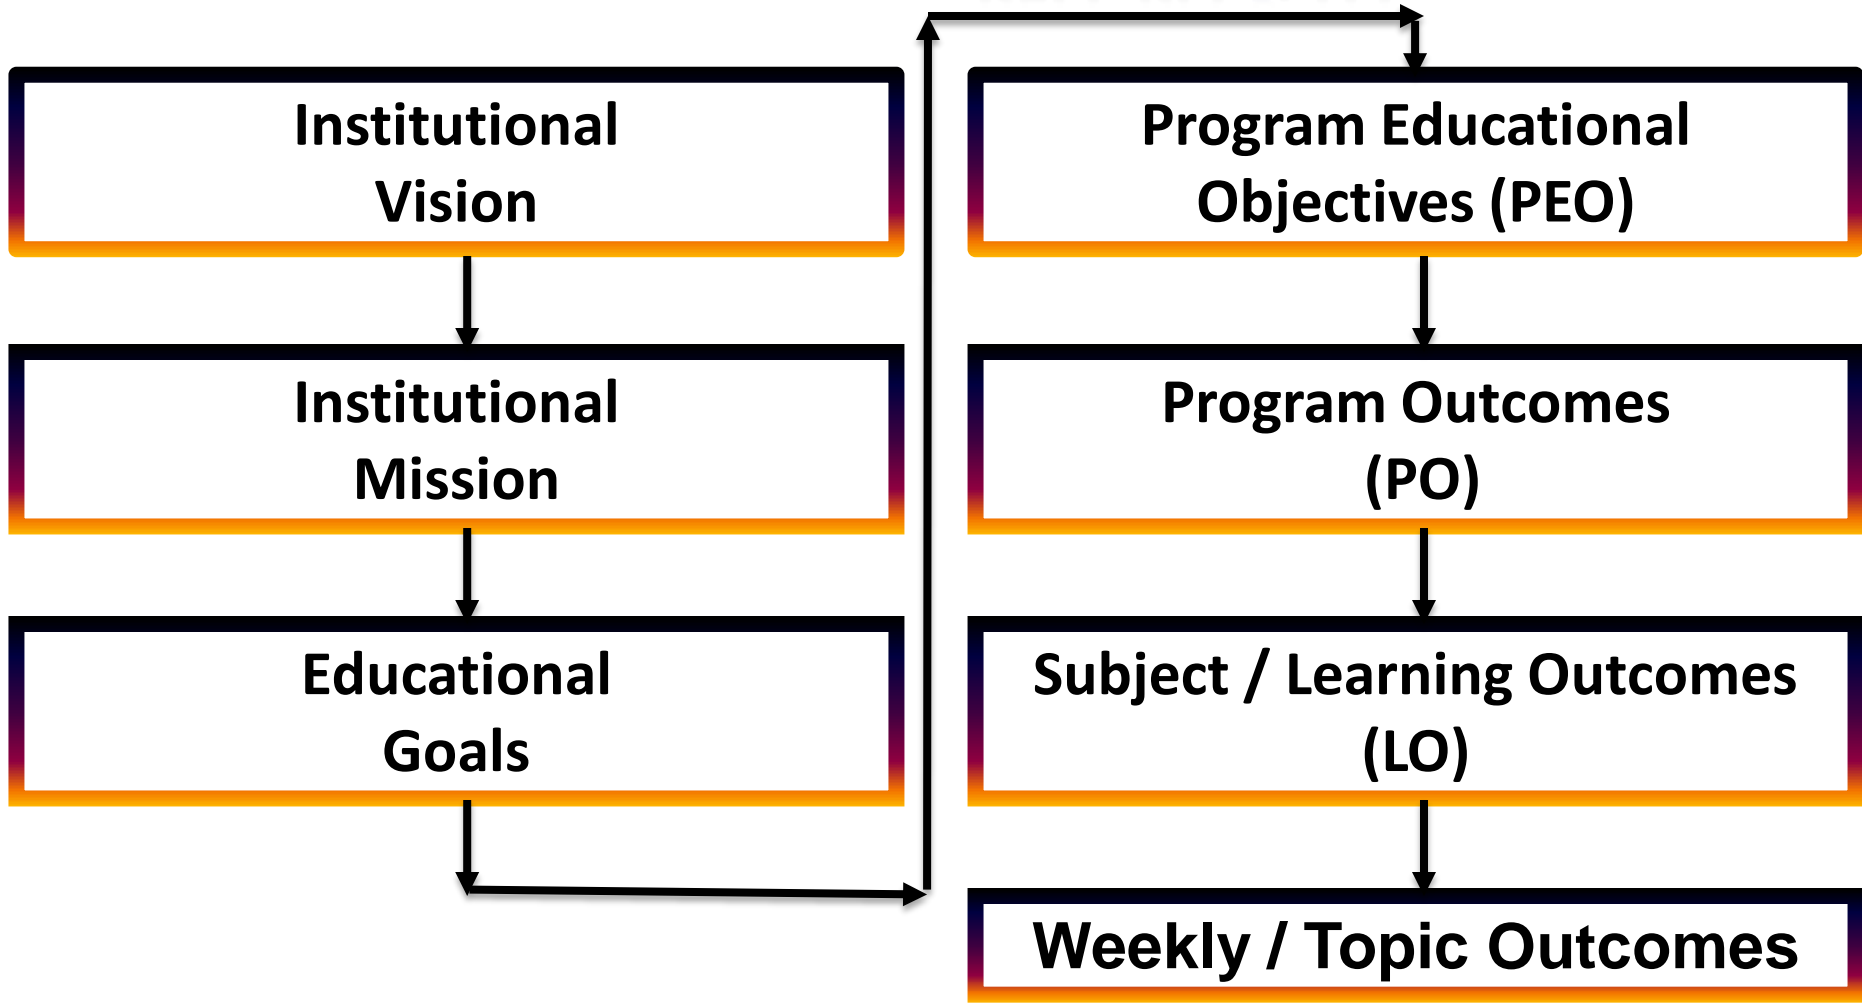 Institutional
Vision
Institutional
Mission
Educational
Goals
Program Educational
Objectives (PEO)
Program Outcomes
(PO)
Subject / Learning Outcomes
(LO)
Weekly / Topic Outcomes